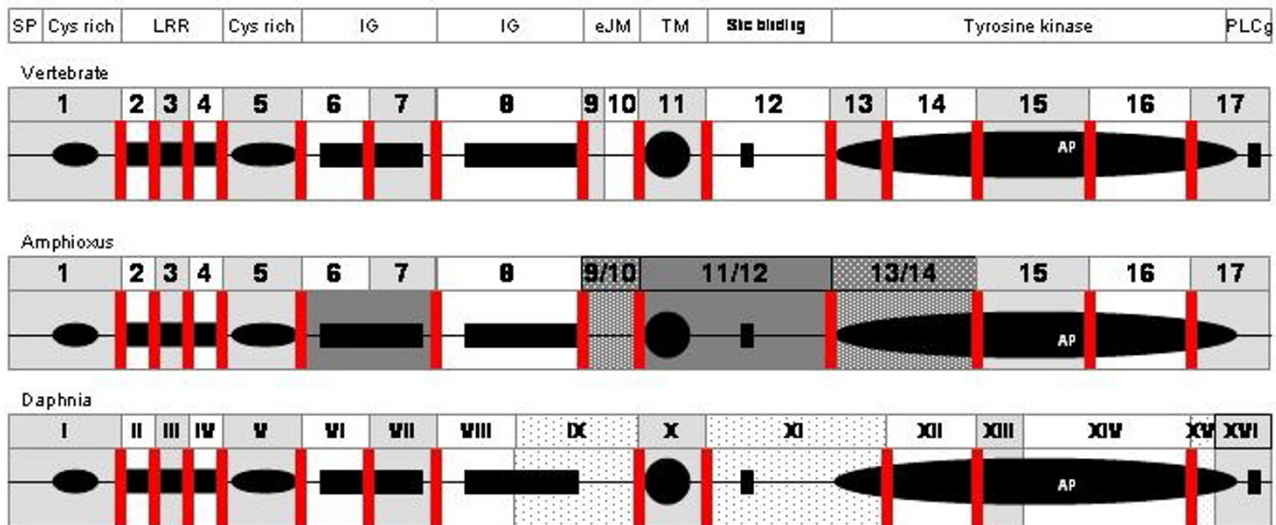 SP Cys rich LRR Cys rich IG IG eJM TM Shc binding Tyrosine kinase PLCg
Vertebrate
1 2 3 4 5 6 7 8 9 10 11 12 13 14 15 16 17
AP
Amphioxus
1 2 3 4 5 6 7 8 9/10 11/12 13/14 15 16 17
AP
Daphnia
I II III IV V VI VII VIII IX X XI XII XIII XIV XV XVI
AP